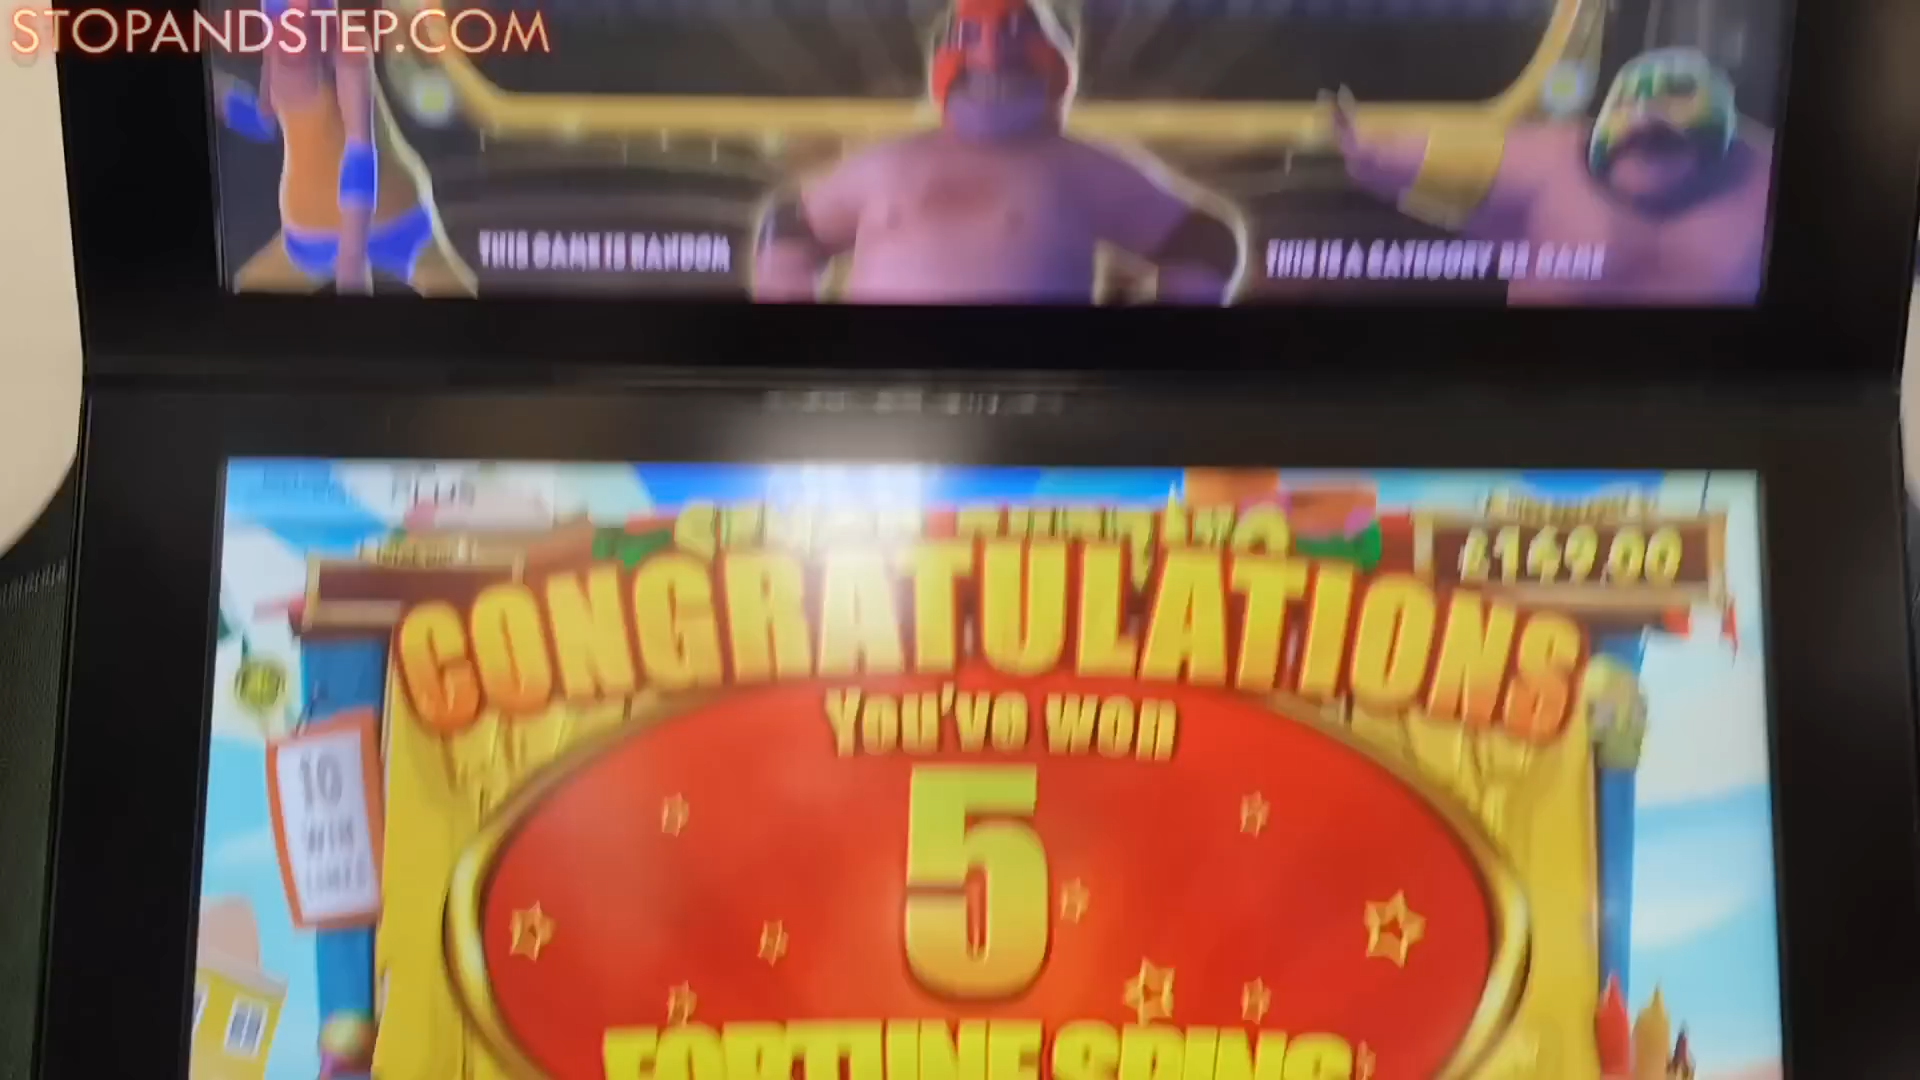 STOPANDSTEP.COM
THIS GAME IS RANDOM
THIS IS A CATEGORY B2 GAME
£149.00
CONGRATULATIONS
You've won
10
WIN
LINES
5
FORTUNE SPINS